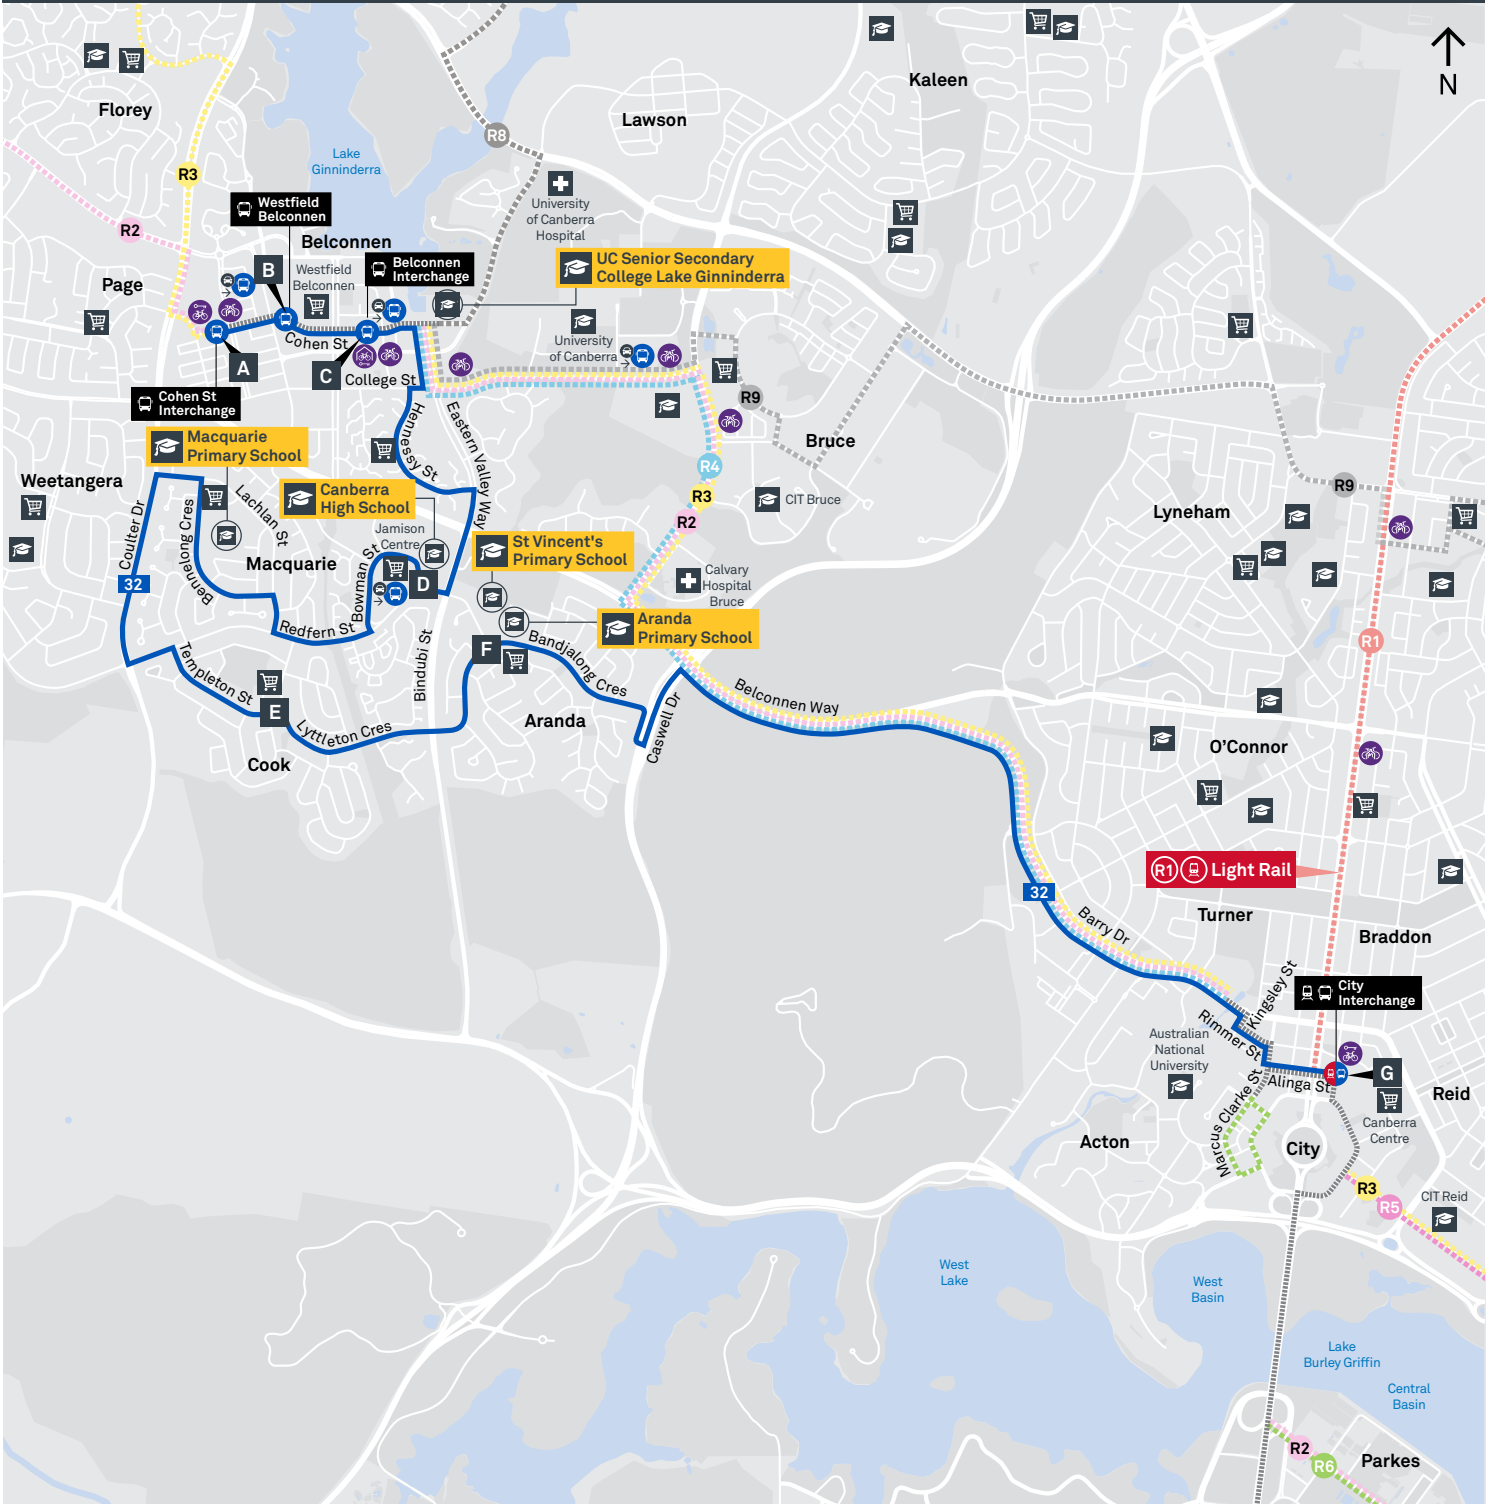 N
Kaleen
Florey
Lawson
R8
Lake
Ginninderra
R3
Westfield
Belconnen
University
of Canberra
Hospital
R2
Belconnen
B
Westfield
Belconnen
Belconnen
Interchange
UC Senior Secondary
College Lake Ginninderra
Page
Cohen St
University
of Canberra
A
C
College St
Cohen St
Interchange
R9
Hennessy St
Eastern Valley Way
Bruce
Macquarie
Primary School
R4
Weetangera
Canberra
High School
R3
CIT Bruce
R9
Lyneham
R2
Coulter Dr
Bennelong Cres
Lachlan St
Jamison
Centre
St Vincent's
Primary School
Macquarie
Bowman St
D
Calvary
Hospital
Bruce
32
Redfern St
Aranda
Primary School
R1
Bindubi St
F
Bandjalong Cres
Templeton St
E
Belconnen Way
Lyttleton Cres
Aranda
Caswell Dr
O'Connor
Cook
R1
Light Rail
32
Turner
Barry Dr
Braddon
Kingsley St
City
Interchange
Rimmer St
Australian
National
University
Alinga St
G
Reid
Marcus Clarke St
Canberra
Centre
Acton
City
R3
R5
CIT Reid
West
Lake
West
Basin
Lake
Burley Griffin
Central
Basin
R2
R6
Parkes